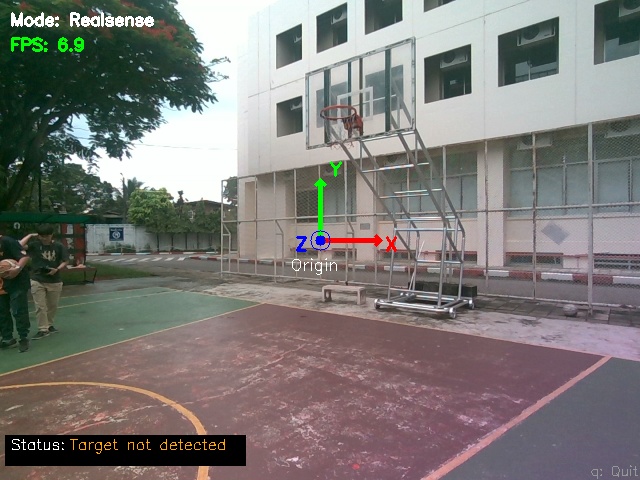 Mode: Realsense
FPS: 6.9
Y
Z
X
Origin
Status: Target not detected
q: Quit